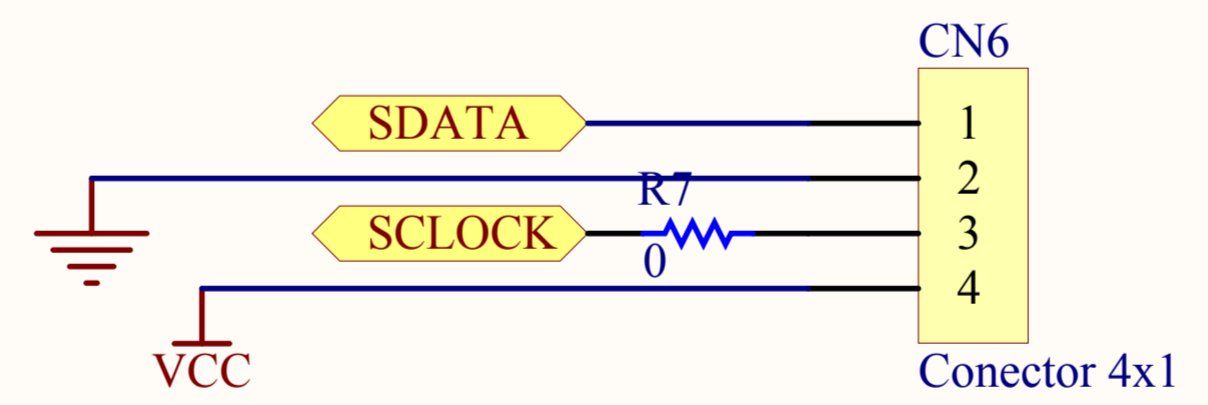 CN6
SDATA
1
2
R7
SCLOCK
3
0
4
VCC
Conector 4x1